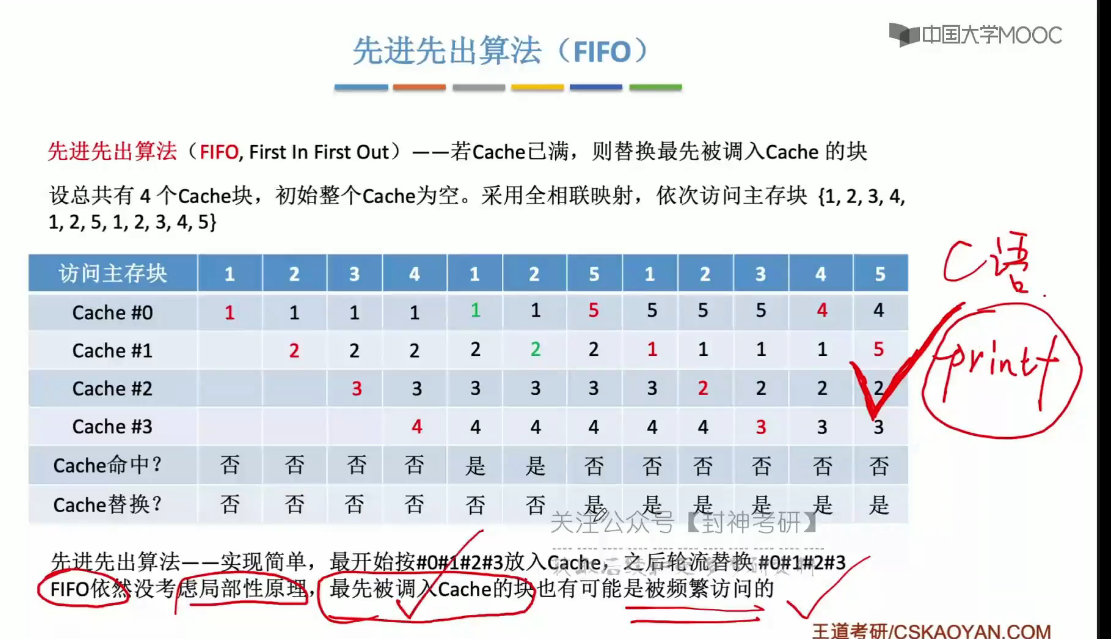 中国大学MOOC
先进先出算法（FIFO）
先进先出算法（FIFO, First In First Out）——若Cache已满，则替换最先被调入Cache 的块
设总共有 4 个Cache块，初始整个Cache为空。采用全相联映射，依次访问主存块 {1, 2, 3, 4,
1, 2, 5, 1, 2, 3, 4, 5}
访问主存块 1 2 3 4 1 2 5 1 2 3 4 5
Cache #0 1 1 1 1 1 1 5 5 5 5 4 4
Cache #1 2 2 2 2 2 2 1 1 1 1 5
Cache #2 3 3 3 3 3 3 2 2 2 2
Cache #3 4 4 4 4 4 4 3 3 3
Cache命中？ 否 否 否 否 是 是 否 否 否 否 否 否
Cache替换？ 否 否 否 否 否 否 是 是 是 是 是 是
C语
printf
关注公众号【封神考研】
先进先出算法——实现简单，最开始按#0#1#2#3放入Cache，之后轮流替换 #0#1#2#3
FIFO依然没考虑局部性原理，最先被调入Cache的块也有可能是被频繁访问的
王道考研/CSKAOYAN.COM